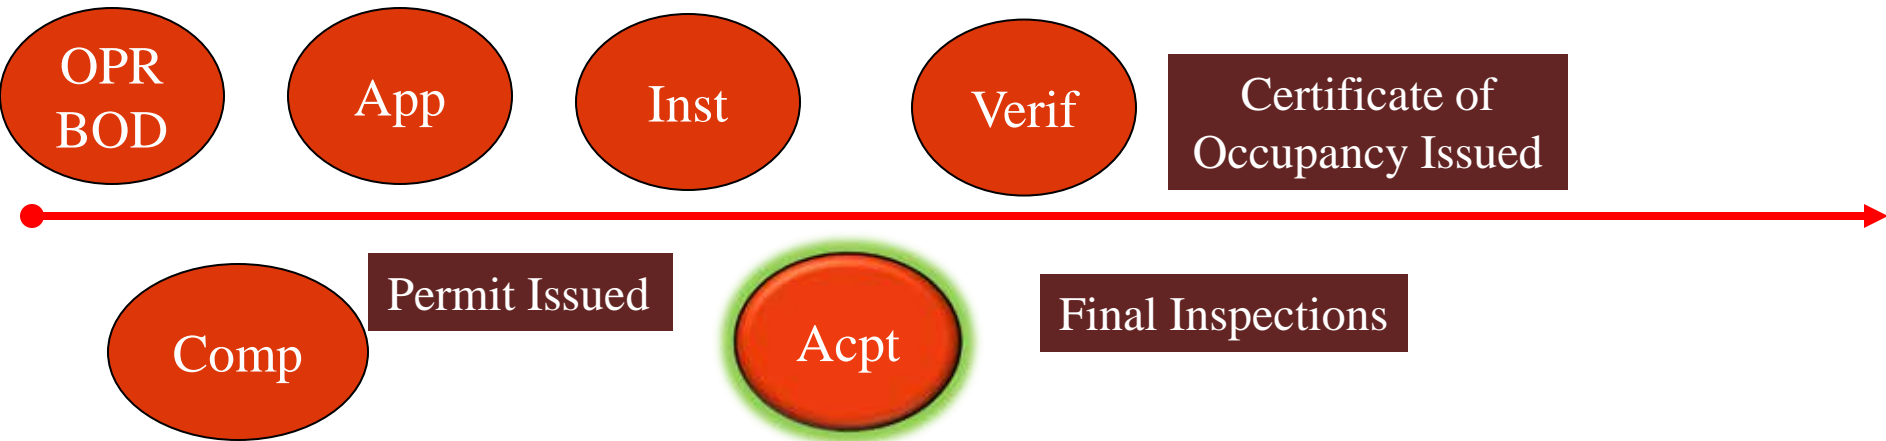 OPR
BOD
App
Inst
Verif
Certificate of
Occupancy Issued
Comp
Permit Issued
Acpt
Final Inspections